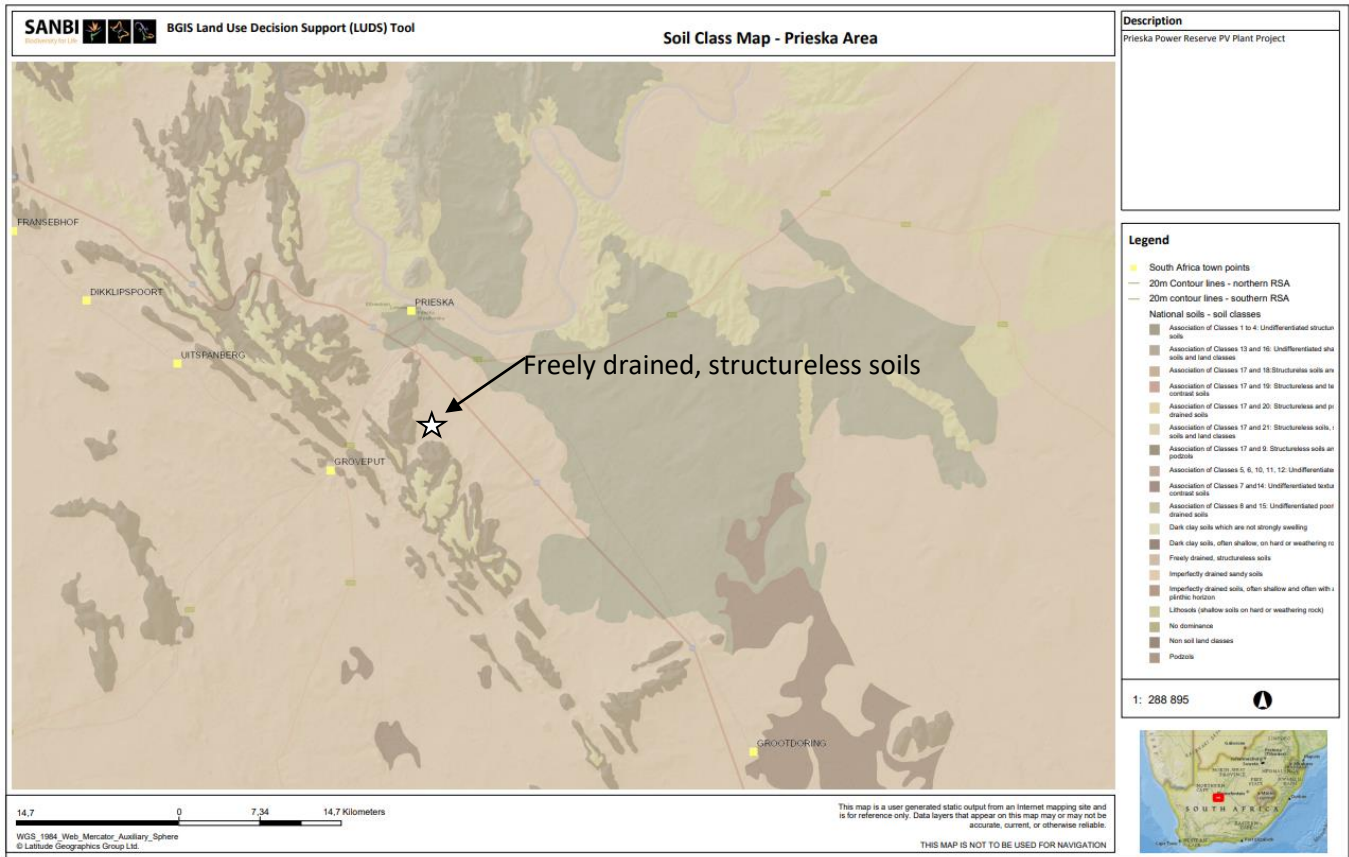 SANBI
Biodiversity for Life
BGIS Land Use Decision Support (LUDS) Tool
Soil Class Map - Prieska Area
Description
Prieska Power Reserve PV Plant Project
FRANSEBHOF
DIKKLIPSPOORT
PRIESKA
UITSPANBERG
Freely drained, structureless soils
GROVEPUT
GROOTDORING
Legend
South Africa town points
20m Contour lines - northern RSA
20m contour lines - southern RSA
National soils - soil classes
Association of Classes 1 to 4: Undifferentiated structur
soils
Association of Classes 13 and 16: Undifferentiated sha
soils and land classes
Association of Classes 17 and 18:Structureless soils an
Association of Classes 17 and 19: Structureless and te
contrast soils
Association of Classes 17 and 20: Structureless and po
drained soils
Association of Classes 17 and 21: Structureless soils,
soils and land classes
Association of Classes 17 and 9: Structureless soils an
podzols
Association of Classes 5, 6, 10, 11, 12: Undifferentiate
Association of Classes 7 and14: Undifferentiated textu
contrast soils
Association of Classes 8 and 15: Undifferentiated poor
drained soils
Dark clay soils which are not strongly swelling
Dark clay soils, often shallow, on hard or weathering ro
Freely drained, structureless soils
Imperfectly drained sandy soils
Imperfectly drained soils, often shallow and often with a
plinthic horizon
Lithosols (shallow soils on hard or weathering rock)
No dominance
Non soil land classes
Podzols
1: 288 895
14,7 0 7,34 14,7 Kilometers
WGS_1984_Web_Mercator_Auxiliary_Sphere
© Latitude Geographics Group Ltd.
This map is a user generated static output from an Internet mapping site and
is for reference only. Data layers that appear on this map may or may not be
accurate, current, or otherwise reliable.
THIS MAP IS NOT TO BE USED FOR NAVIGATION
SOUTH AFRICA